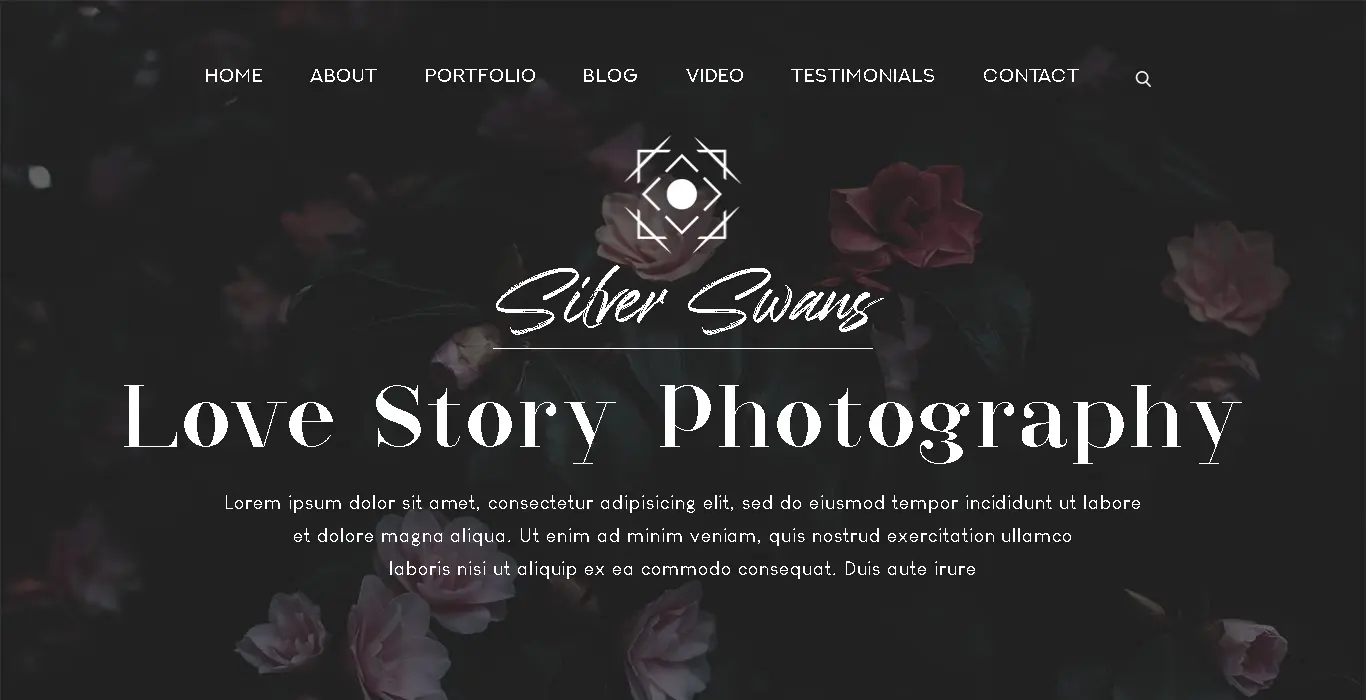 HOME ABOUT PORTFOLIO BLOG VIDEO TESTIMONIALS CONTACT
Silver Swans
Love Story Photography
Lorem ipsum dolor sit amet, consectetur adipisicing elit, sed do eiusmod tempor incididunt ut labore
et dolore magna aliqua. Ut enim ad minim veniam, quis nostrud exercitation ullamco
laboris nisi ut aliquip ex ea commodo consequat. Duis aute irure